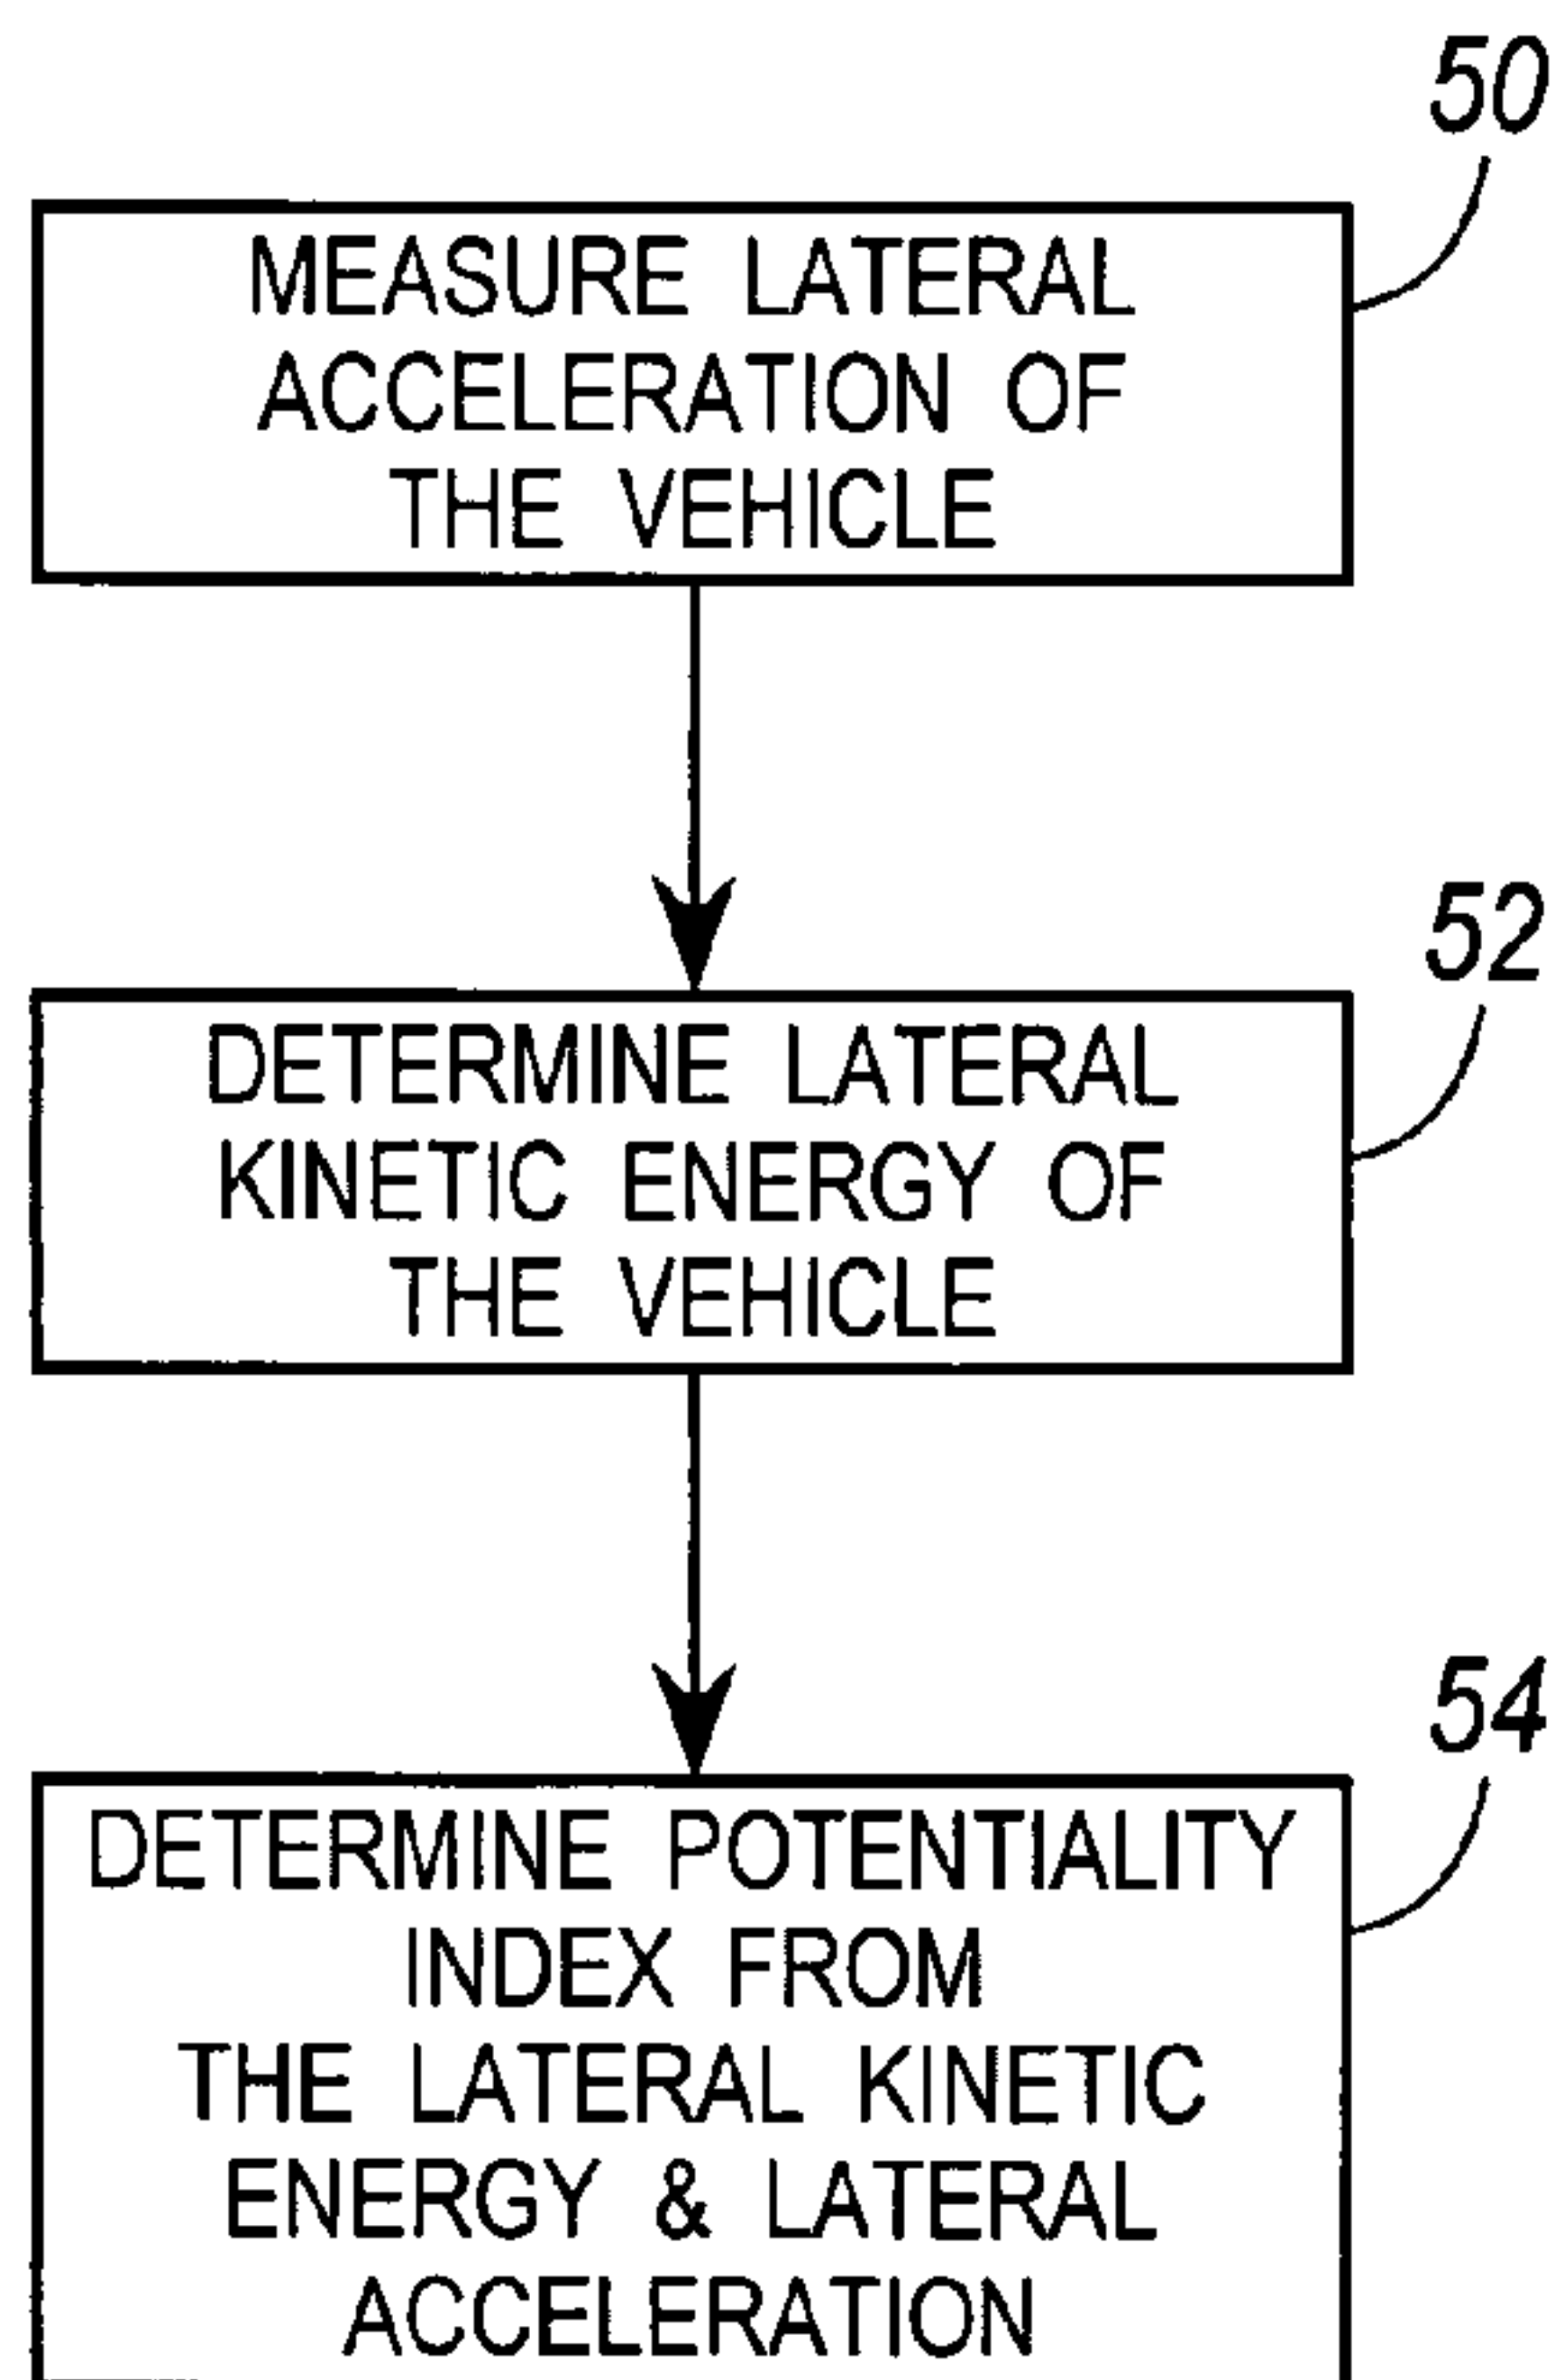 50
MEASURE LATERAL
ACCELERATION OF
THE VEHICLE
52
DETERMINE LATERAL
KINETIC ENERGY OF
THE VEHICLE
54
DETERMINE POTENTIALITY
INDEX FROM
THE LATERAL KINETIC
ENERGY & LATERAL
ACCELERATION